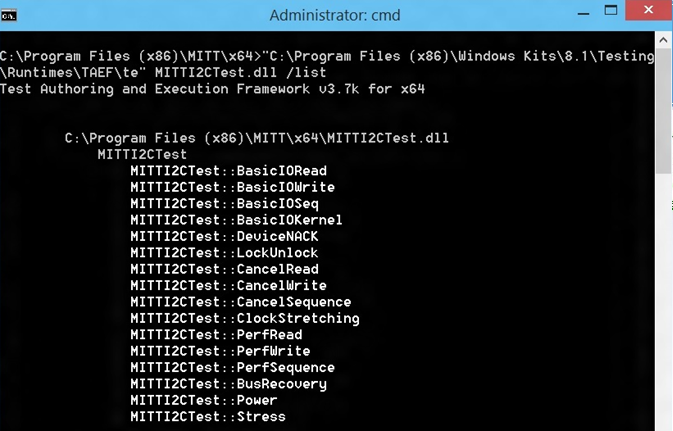 Administrator: cmd
C:\Program Files (x86)\MITT\x64>"C:\Program Files (x86)\Windows Kits\8.1\Testing
\Runtimes\TAEF\te" MITTI2CTest.dll /list
Test Authoring and Execution Framework v3.7k for x64
C:\Program Files (x86)\MITT\x64\MITTI2CTest.dll
MITTI2CTest
MITTI2CTest::BasicIORead
MITTI2CTest::BasicIOWrite
MITTI2CTest::BasicIOSeq
MITTI2CTest::BasicIOKernel
MITTI2CTest::DeviceNACK
MITTI2CTest::LockUnlock
MITTI2CTest::CancelRead
MITTI2CTest::CancelWrite
MITTI2CTest::CancelSequence
MITTI2CTest::ClockStretching
MITTI2CTest::PerfRead
MITTI2CTest::PerfWrite
MITTI2CTest::PerfSequence
MITTI2CTest::BusRecovery
MITTI2CTest::Power
MITTI2CTest::Stress